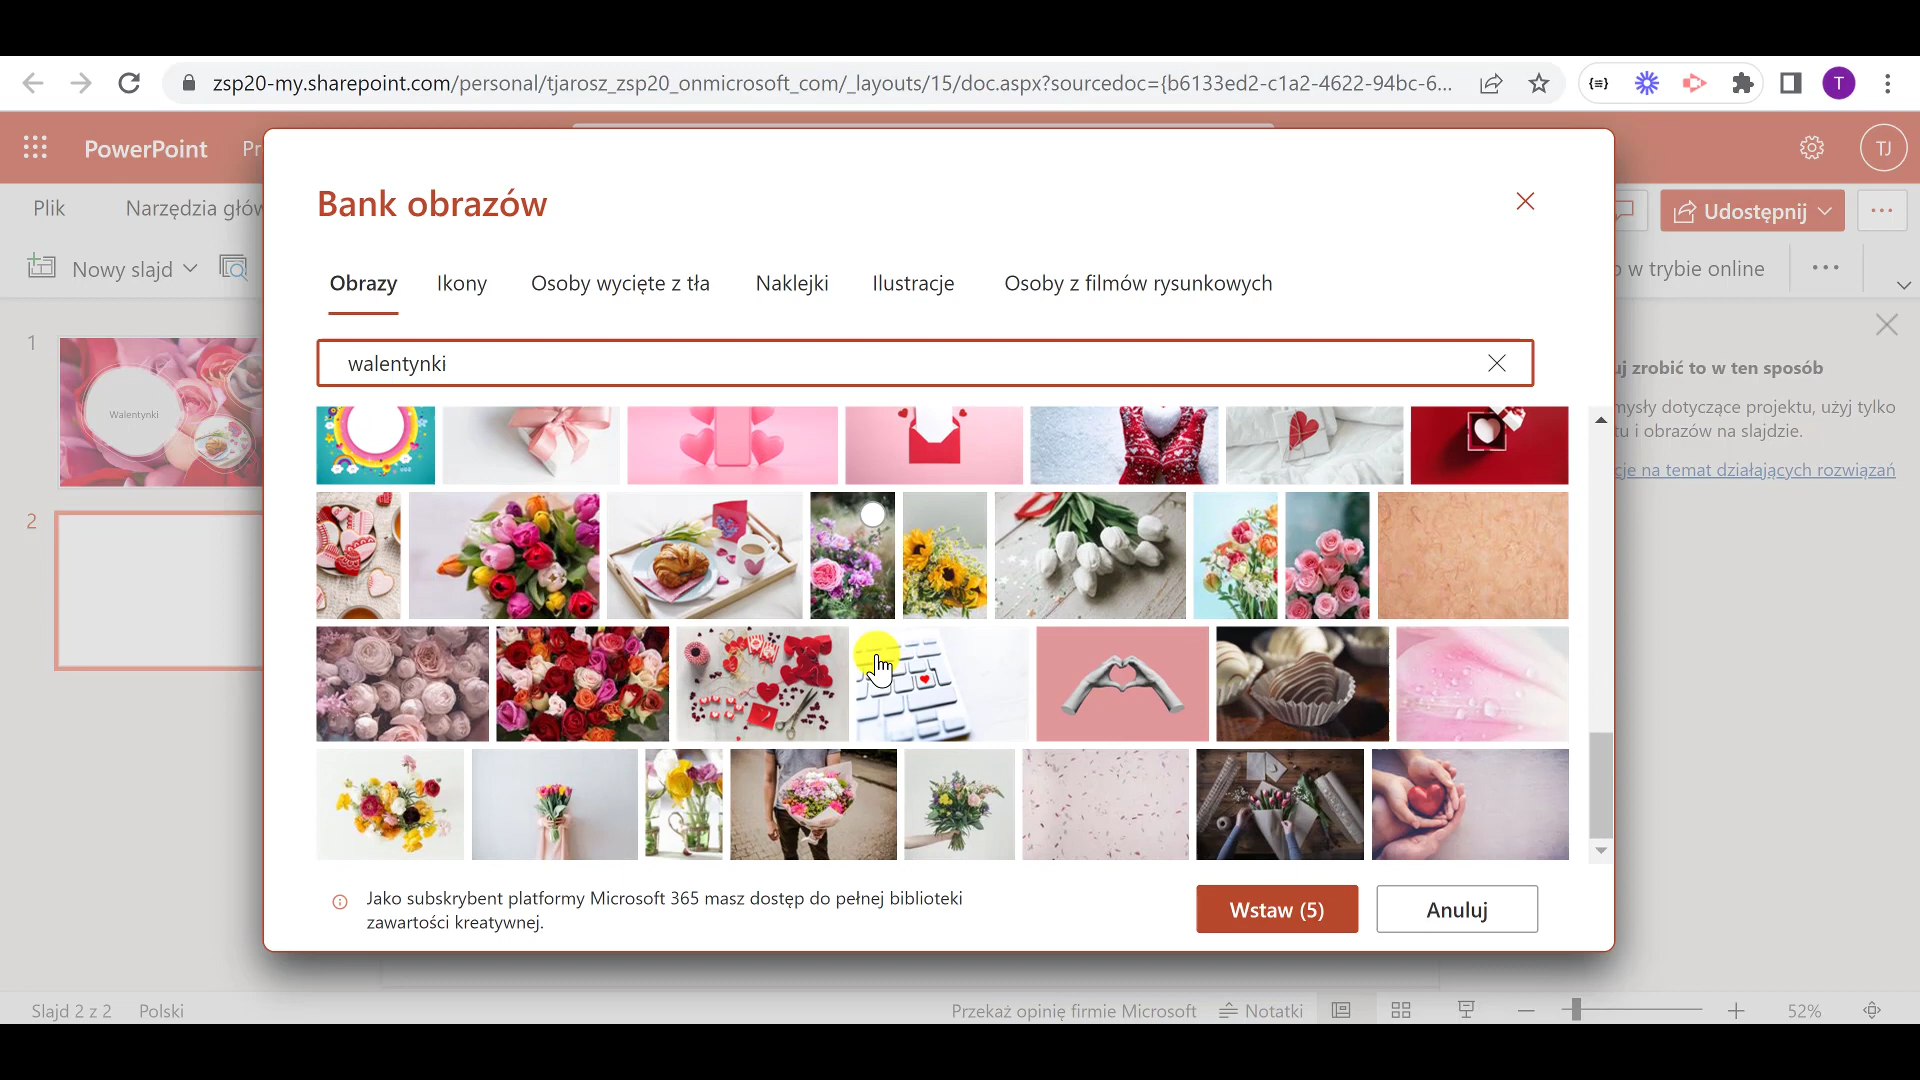 zsp20-my.sharepoint.com/personal/tjarosz_zsp20_onmicrosoft_com/_layouts/15/doc.aspx?sourcedoc={b6133ed2-c1a2-4622-94bc-6...
T
PowerPoint
Pr
TJ
Plik
Narzędzia głów
Udostępnij
Nowy slajd
w trybie online
Bank obrazów
Obrazy
Ikony
Osoby wycięte z tła
Naklejki
Ilustracje
Osoby z filmów rysunkowych
walentynki
1
Walentynki
2
j zrobić to w ten sposób
mysły dotyczące projektu, użyj tylko
tu i obrazów na slajdzie.
cje na temat działających rozwiązań
Jako subskrybent platformy Microsoft 365 masz dostęp do pełnej biblioteki
zawartości kreatywnej.
Wstaw (5)
Anuluj
Slajd 2 z 2
Polski
Przekaż opinię firmie Microsoft
Notatki
52%